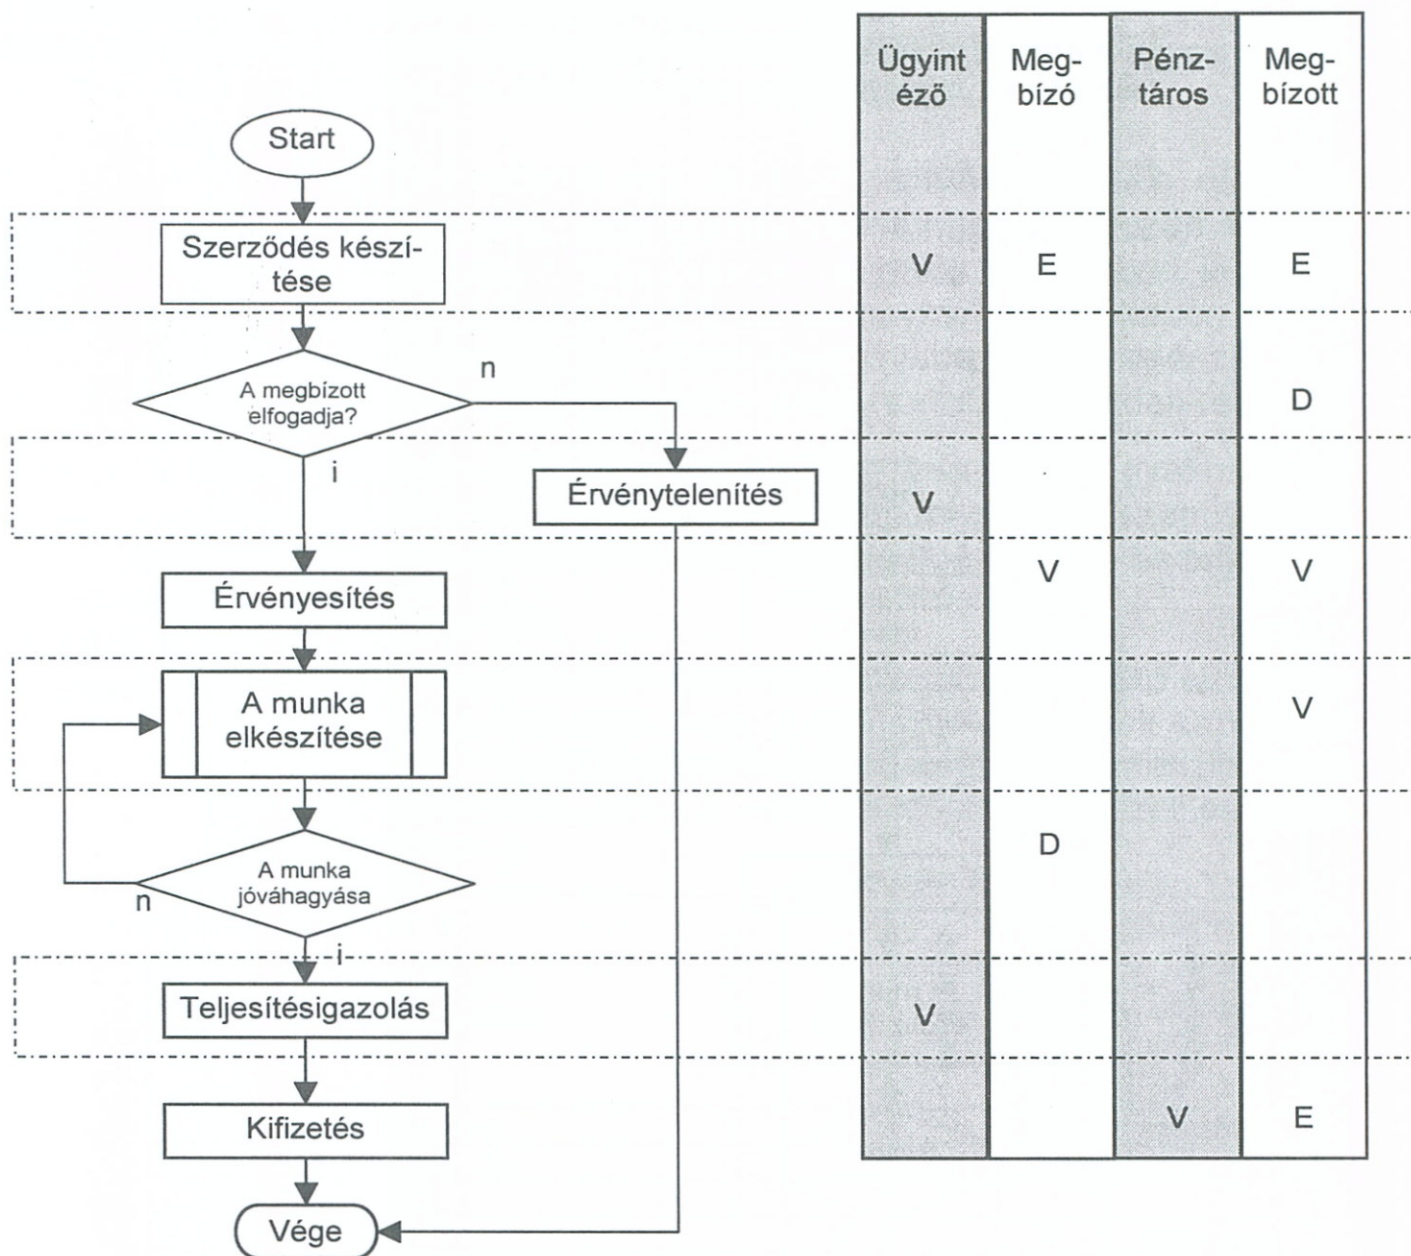 Ügyint
éző
Meg-
bízó
Pénz-
táros
Meg-
bízott
Start
Szerződés készí-
tése
V
E
E
A megbízott
elfogadja?
n
D
i
Érvénytelenítés
V
Érvényesítés
V
V
A munka
elkészítése
V
A munka
jóváhagyása
n
D
i
Teljesítésigazolás
V
Kifizetés
V
E
Vége